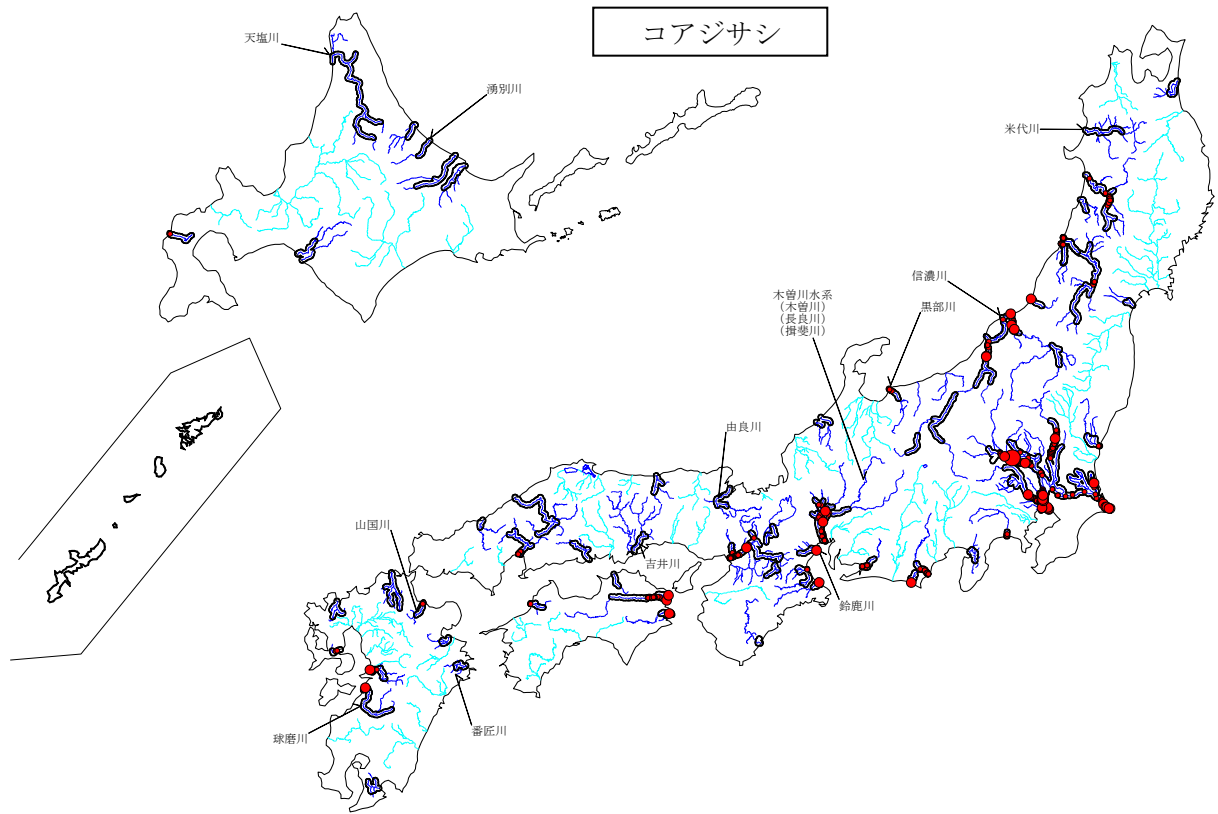 コアジサシ
天塩川
湧別川
米代川
信濃川
木曽川水系
（木曽川）
（長良川）
（揖斐川）
黒部川
由良川
山国川
吉井川
鈴鹿川
球磨川
番匠川